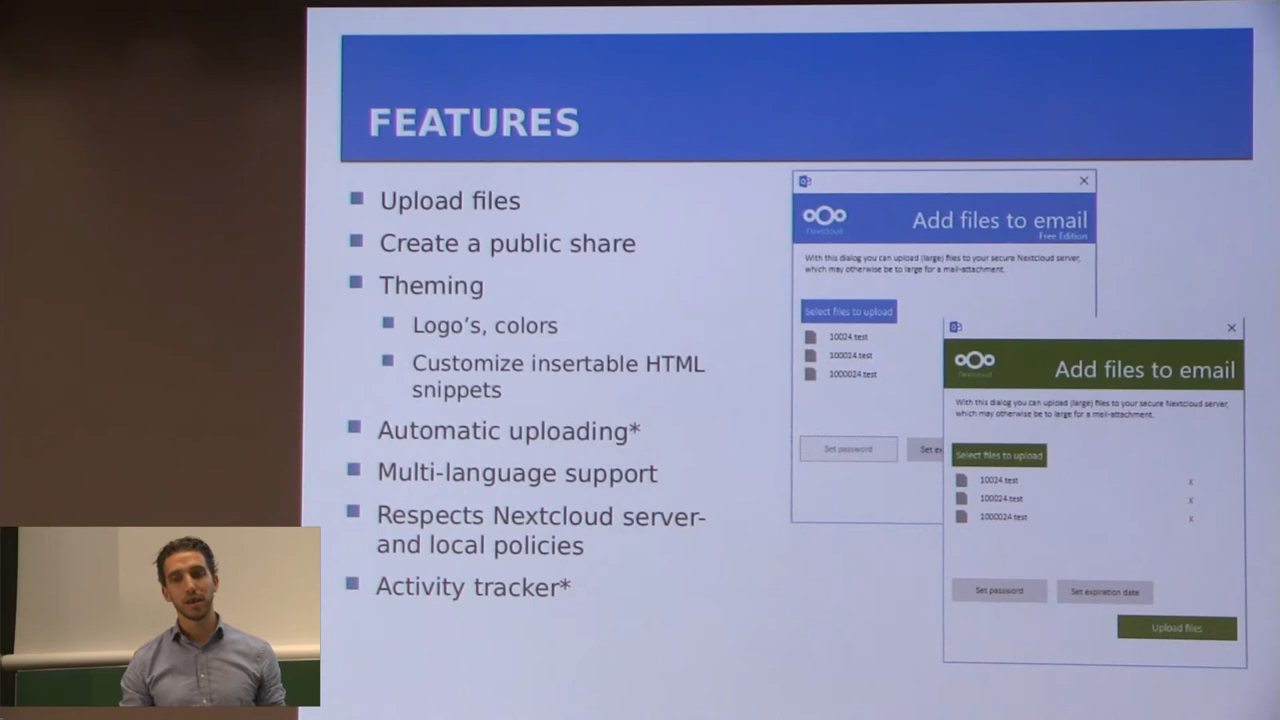 FEATURES
Upload files
Create a public share
Theming
Logo’s, colors
Customize insertable HTML
snippets
Automatic uploading*
Multi-language support
Respects Nextcloud server-
and local policies
Activity tracker*
Nextcloud
Add files to email
Free Edition
With this dialog you can upload (large) files to your secure Nextcloud server,
which may otherwise be to large for a mail-attachment.
Select files to upload
10024.test
100024.test
1000024.test
Set password
Set ex
Nextcloud
Add files to email
With this dialog you can upload (large) files to your secure Nextcloud server,
which may otherwise be to large for a mail-attachment.
Select files to upload
10024.test x
100024.test x
1000024.test x
Set password
Set expiration date
Upload files